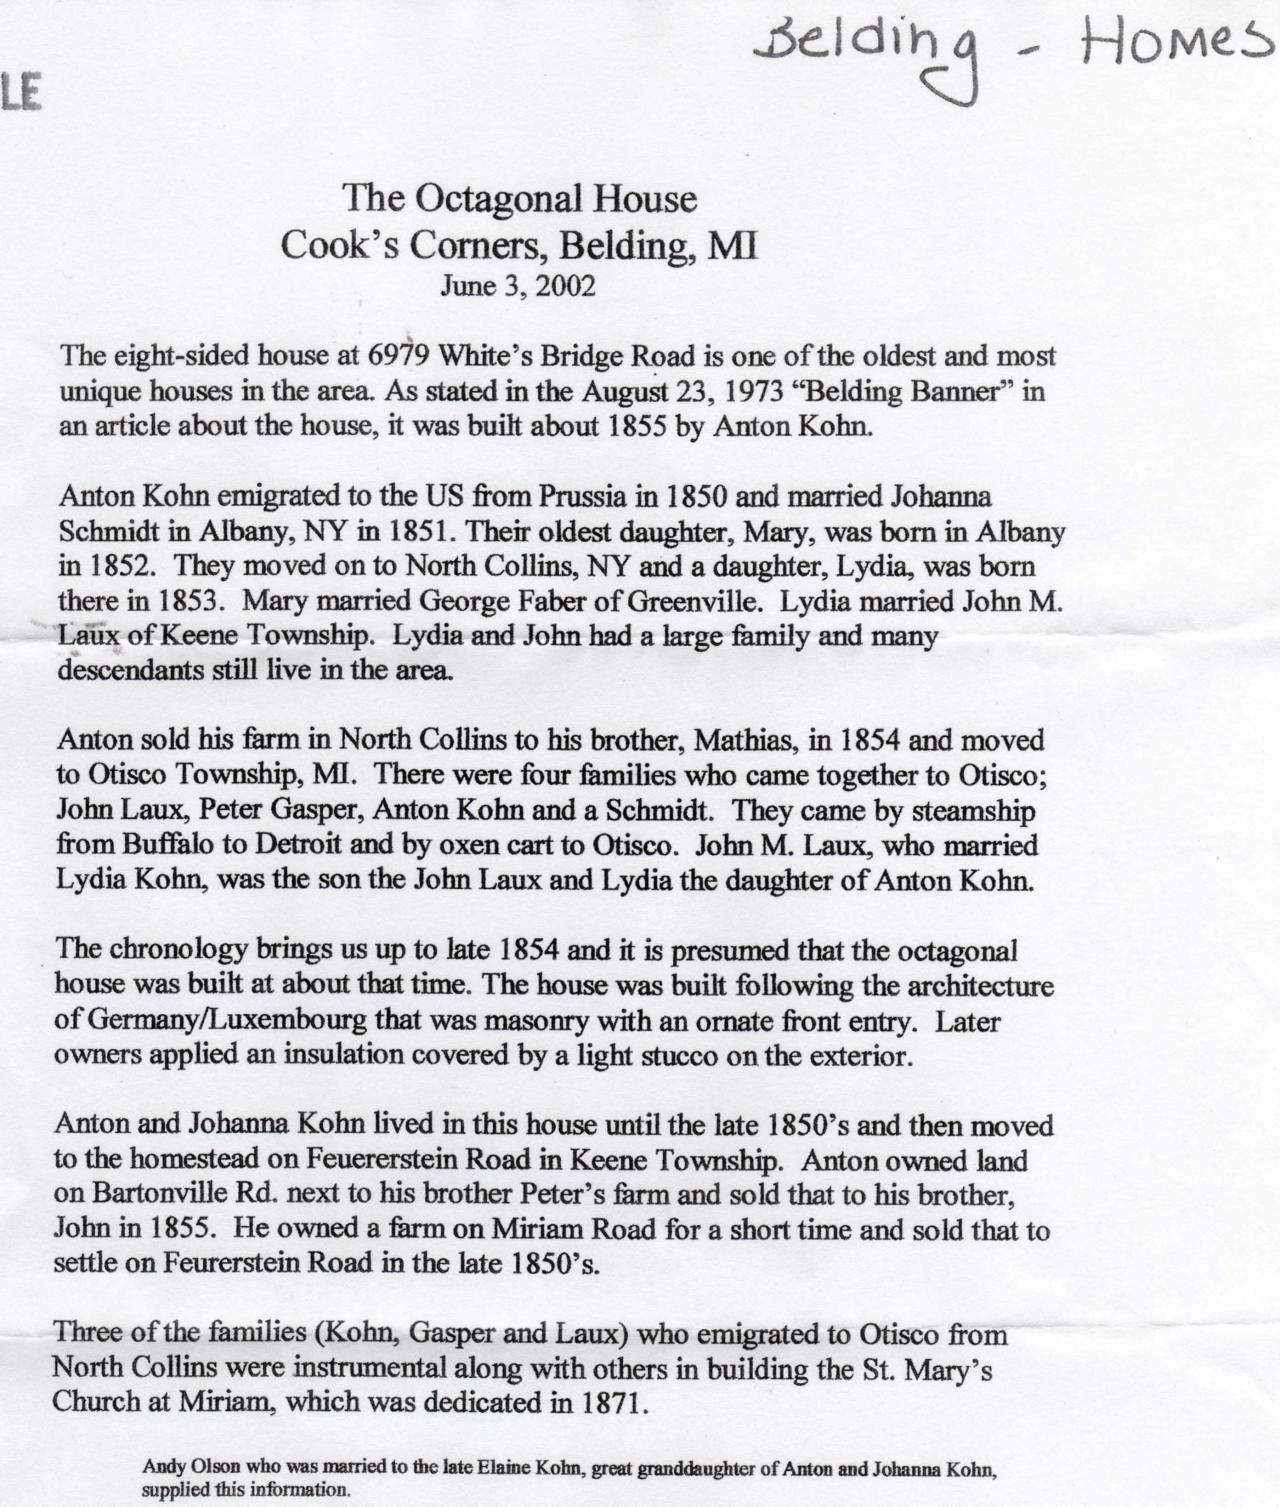 Belding - Homes
LE
The Octagonal House
Cook's Corners, Belding, MI
June 3, 2002
The eight-sided house at 6979 White's Bridge Road is one of the oldest and most
unique houses in the area. As stated in the August 23, 1973 “Belding Banner” in
an article about the house, it was built about 1855 by Anton Kohn.
Anton Kohn emigrated to the US from Prussia in 1850 and married Johanna
Schmidt in Albany, NY in 1851. Their oldest daughter, Mary, was born in Albany
in 1852. They moved on to North Collins, NY and a daughter, Lydia, was born
there in 1853. Mary married George Faber of Greenville. Lydia married John M.
Laux of Keene Township. Lydia and John had a large family and many
descendants still live in the area.
Anton sold his farm in North Collins to his brother, Mathias, in 1854 and moved
to Otisco Township, MI. There were four families who came together to Otisco;
John Laux, Peter Gasper, Anton Kohn and a Schmidt. They came by steamship
from Buffalo to Detroit and by oxen cart to Otisco. John M. Laux, who married
Lydia Kohn, was the son the John Laux and Lydia the daughter of Anton Kohn.
The chronology brings us up to late 1854 and it is presumed that the octagonal
house was built at about that time. The house was built following the architecture
of Germany/Luxembourg that was masonry with an ornate front entry. Later
owners applied an insulation covered by a light stucco on the exterior.
Anton and Johanna Kohn lived in this house until the late 1850's and then moved
to the homestead on Feuererstein Road in Keene Township. Anton owned land
on Bartonville Rd. next to his brother Peter's farm and sold that to his brother,
John in 1855. He owned a farm on Miriam Road for a short time and sold that to
settle on Feurerstein Road in the late 1850's.
Three of the families (Kohn, Gasper and Laux) who emigrated to Otisco from
North Collins were instrumental along with others in building the St. Mary's
Church at Miriam, which was dedicated in 1871.
Andy Olson who was married to the late Elaine Kohn, great granddaughter of Anton and Johanna Kohn,
supplied this information.